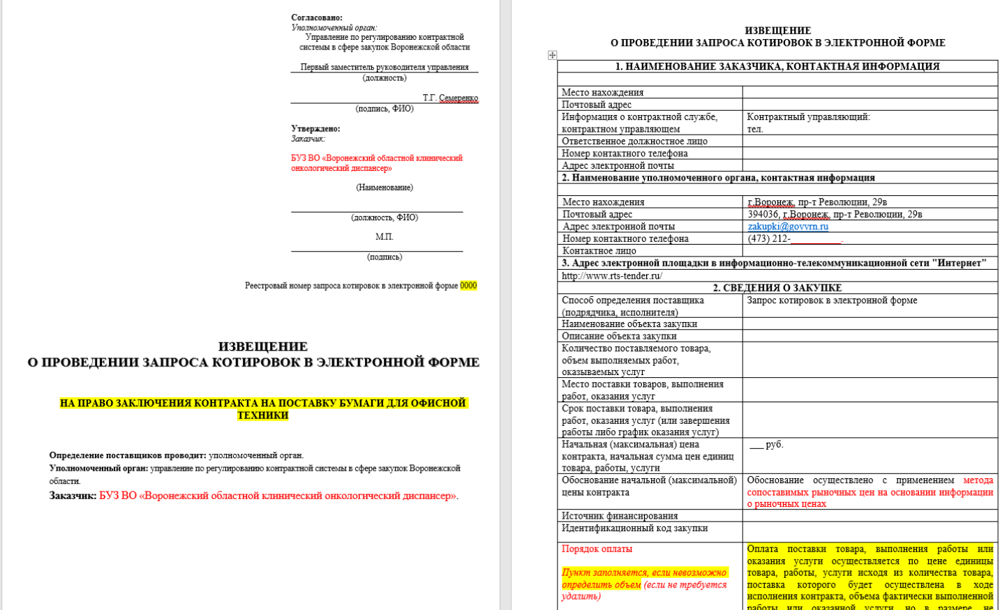 Согласовано:
Уполномоченный орган:
Управление по регулированию контрактной
системы в сфере закупок Воронежской области
Первый заместитель руководителя управления
(должность)
Т.Г. Семеренко
(подпись, ФИО)
Утверждено:
Заказчик:
БУЗ ВО «Воронежский областной клинический
онкологический диспансер»
(Наименование)
(должность, ФИО)
М.П.
(подпись)
Реестровый номер запроса котировок в электронной форме 0000
ИЗВЕЩЕНИЕ
О ПРОВЕДЕНИИ ЗАПРОСА КОТИРОВОК В ЭЛЕКТРОННОЙ ФОРМЕ
НА ПРАВО ЗАКЛЮЧЕНИЯ КОНТРАКТА НА ПОСТАВКУ БУМАГИ ДЛЯ ОФИСНОЙ
ТЕХНИКИ
Определение поставщиков проводит: уполномоченный орган.
Уполномоченный орган: управление по регулированию контрактной системы в сфере закупок Воронежской
области.
Заказчик: БУЗ ВО «Воронежский областной клинический онкологический диспансер».
ИЗВЕЩЕНИЕ
О ПРОВЕДЕНИИ ЗАПРОСА КОТИРОВОК В ЭЛЕКТРОННОЙ ФОРМЕ
1. НАИМЕНОВАНИЕ ЗАКАЗЧИКА, КОНТАКТНАЯ ИНФОРМАЦИЯ
Место нахождения
Почтовый адрес
Информация о контрактной службе,
контрактном управляющем
Контрактный управляющий:
тел.
Ответственное должностное лицо
Номер контактного телефона
Адрес электронной почты
2. Наименование уполномоченного органа, контактная информация
Место нахождения
г.Воронеж, пр-т Революции, 29в
Почтовый адрес
394036, г.Воронеж, пр-т Революции, 29в
Адрес электронной почты
zakupki@govvrn.ru
Номер контактного телефона
(473) 212-__________.
Контактное лицо
3. Адрес электронной площадки в информационно-телекоммуникационной сети "Интернет"
http://www.rts-tender.ru/
2. СВЕДЕНИЯ О ЗАКУПКЕ
Способ определения поставщика
(подрядчика, исполнителя)
Запрос котировок в электронной форме
Наименование объекта закупки
Описание объекта закупки
Количество поставляемого товара,
объем выполняемых работ,
оказываемых услуг
Место поставки товаров, выполнения
работ, оказания услуг
Срок поставки товара, выполнения
работ, оказания услуг (или завершения
работы либо график оказания услуг)
Начальная (максимальная) цена
контракта, начальная сумма цен единиц
товара, работы, услуги
___ руб.
Обоснование начальной (максимальной)
цены контракта
Обоснование осуществлено с применением метода
сопоставимых рыночных цен на основании информации
о рыночных ценах
Источник финансирования
Идентификационный код закупки
Порядок оплаты
Пункт заполняется, если невозможно
определить объем (если не требуется
удалить)
Оплата поставки товара, выполнения работы или
оказания услуги осуществляется по цене единицы
товара, работы, услуги исходя из количества товара,
поставка которого будет осуществлена в ходе
исполнения контракта, объема фактически выполненной
работы или оказанной услуги, но в размере, не